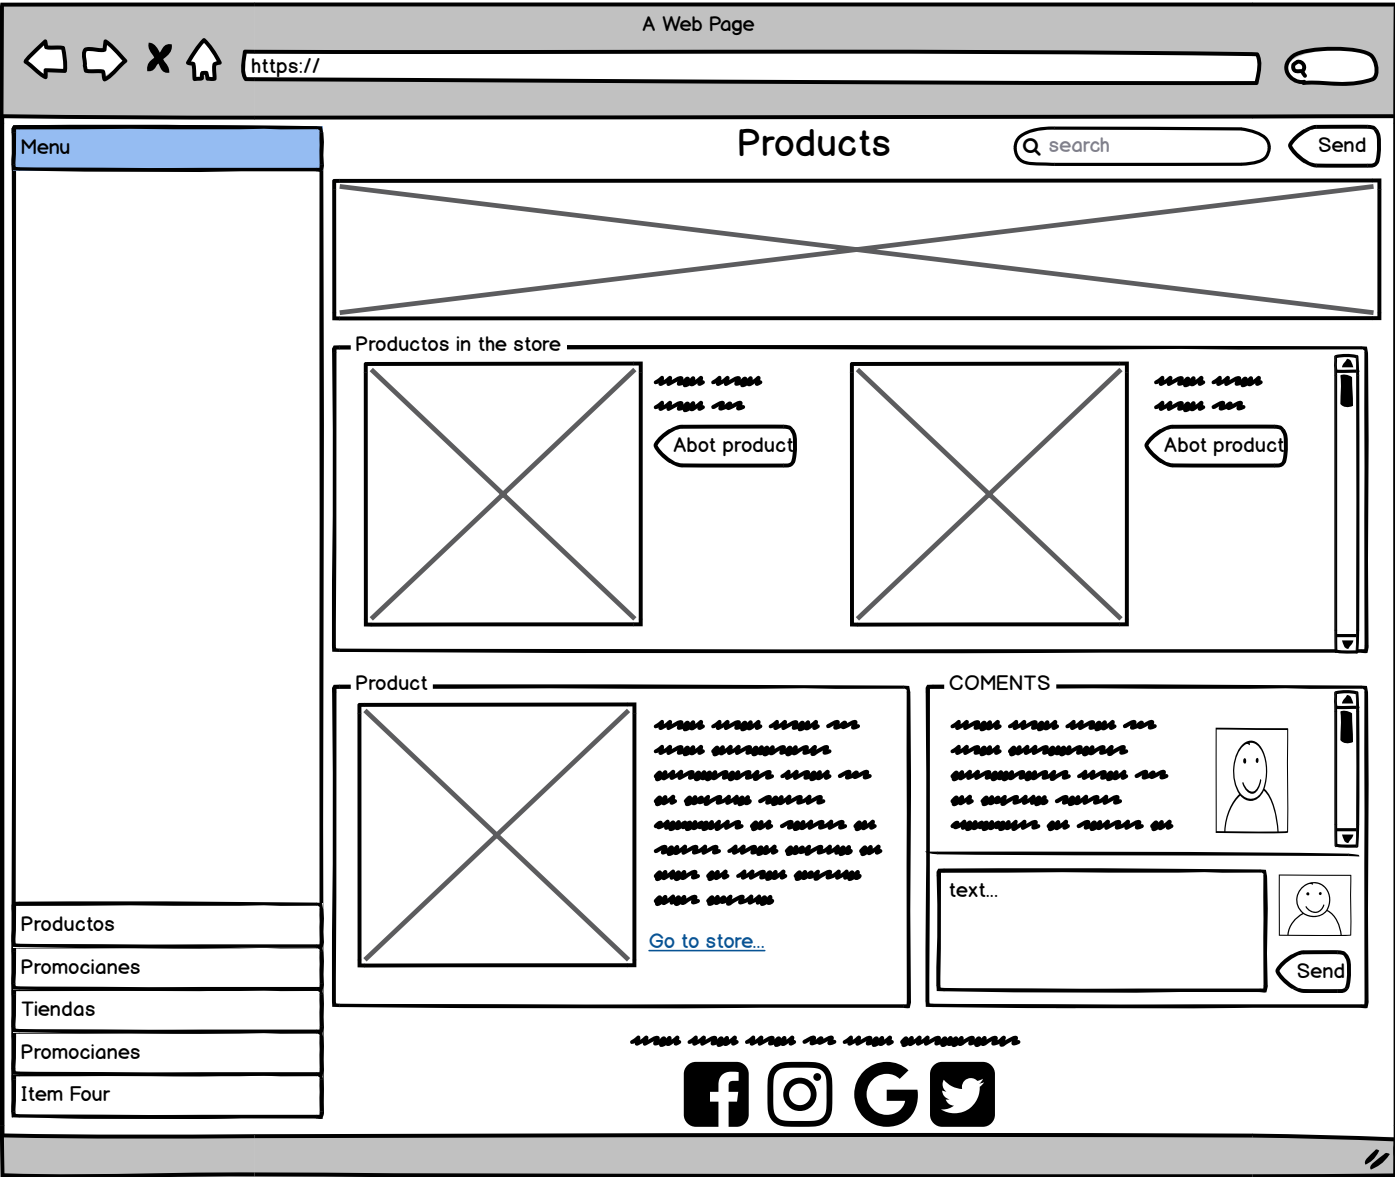 A Web Page
https://
Menu
Products
search
Send
Productos in the store
Abot product
Abot product
Product
Go to store...
COMENTS
text...
Send
Productos
Promocianes
Tiendas
Promocianes
Item Four